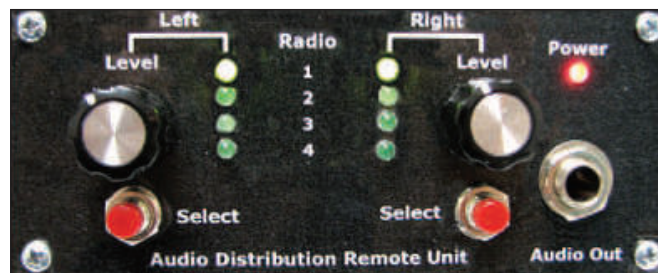 Left Right
Radio
Power
Level Level
1
2
3
4
Select Select
Audio Distribution Remote Unit
Audio Out